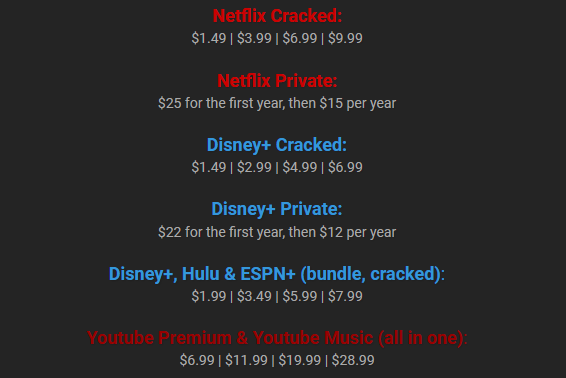 Netflix Cracked:
$1.49 | $3.99 | $6.99 | $9.99
Netflix Private:
$25 for the first year, then $15 per year
Disney+ Cracked:
$1.49 | $2.99 | $4.99 | $6.99
Disney+ Private:
$22 for the first year, then $12 per year
Disney+, Hulu & ESPN+ (bundle, cracked):
$1.99 | $3.49 | $5.99 | $7.99
Youtube Premium & Youtube Music (all in one):
$6.99 | $11.99 | $19.99 | $28.99